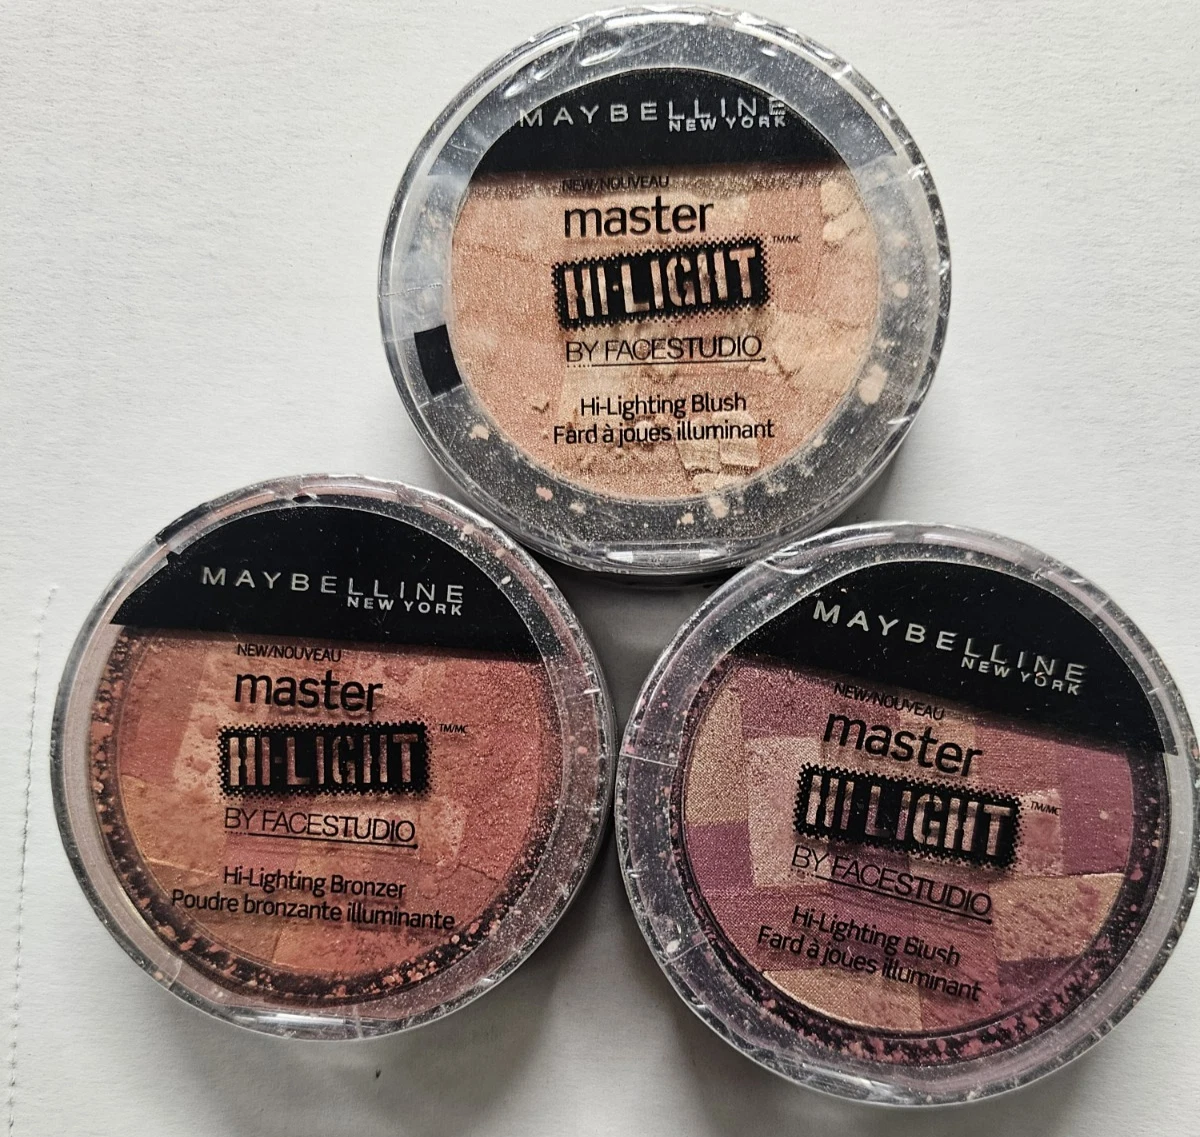 MAYBELLINE
NEW YORK
NEW/NOUVEAU
master
HI·LIGHT TM/MC
BY FACESTUDIO
Hi-Lighting Blush
Fard à joues illuminant
MAYBELLINE
NEW YORK
NEW/NOUVEAU
master
HI·LIGHT TM/MC
BY FACESTUDIO
Hi-Lighting Bronzer
Poudre bronzante illuminante
MAYBELLINE
NEW YORK
NEW/NOUVEAU
master
HI·LIGHT TM/MC
BY FACESTUDIO
Hi-Lighting Blush
Fard à joues illuminant